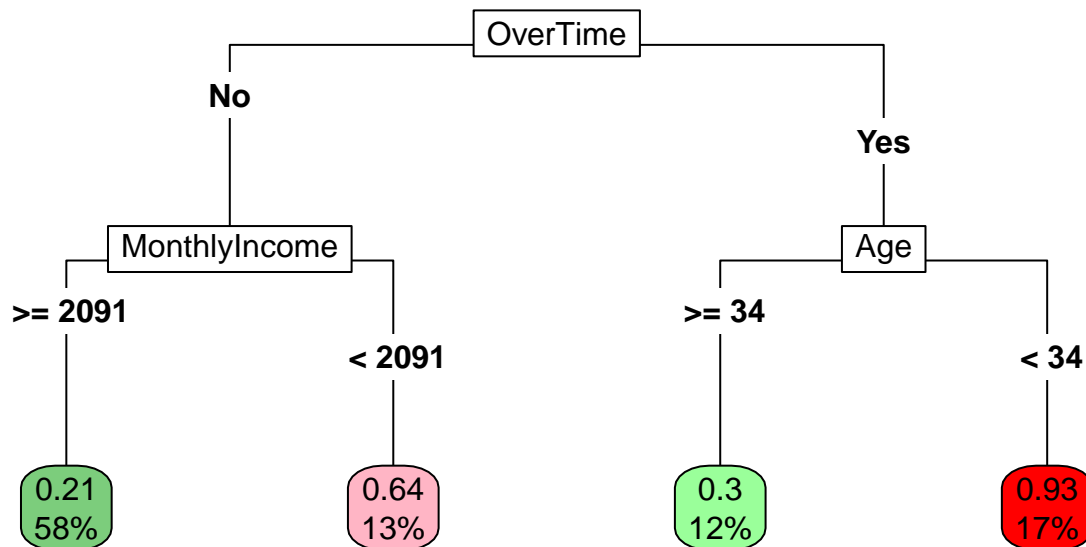 OverTime
No
Yes
MonthlyIncome
Age
>= 2091
>= 34
< 2091
< 34
0.21
58%
0.64
13%
0.3
12%
0.93
17%